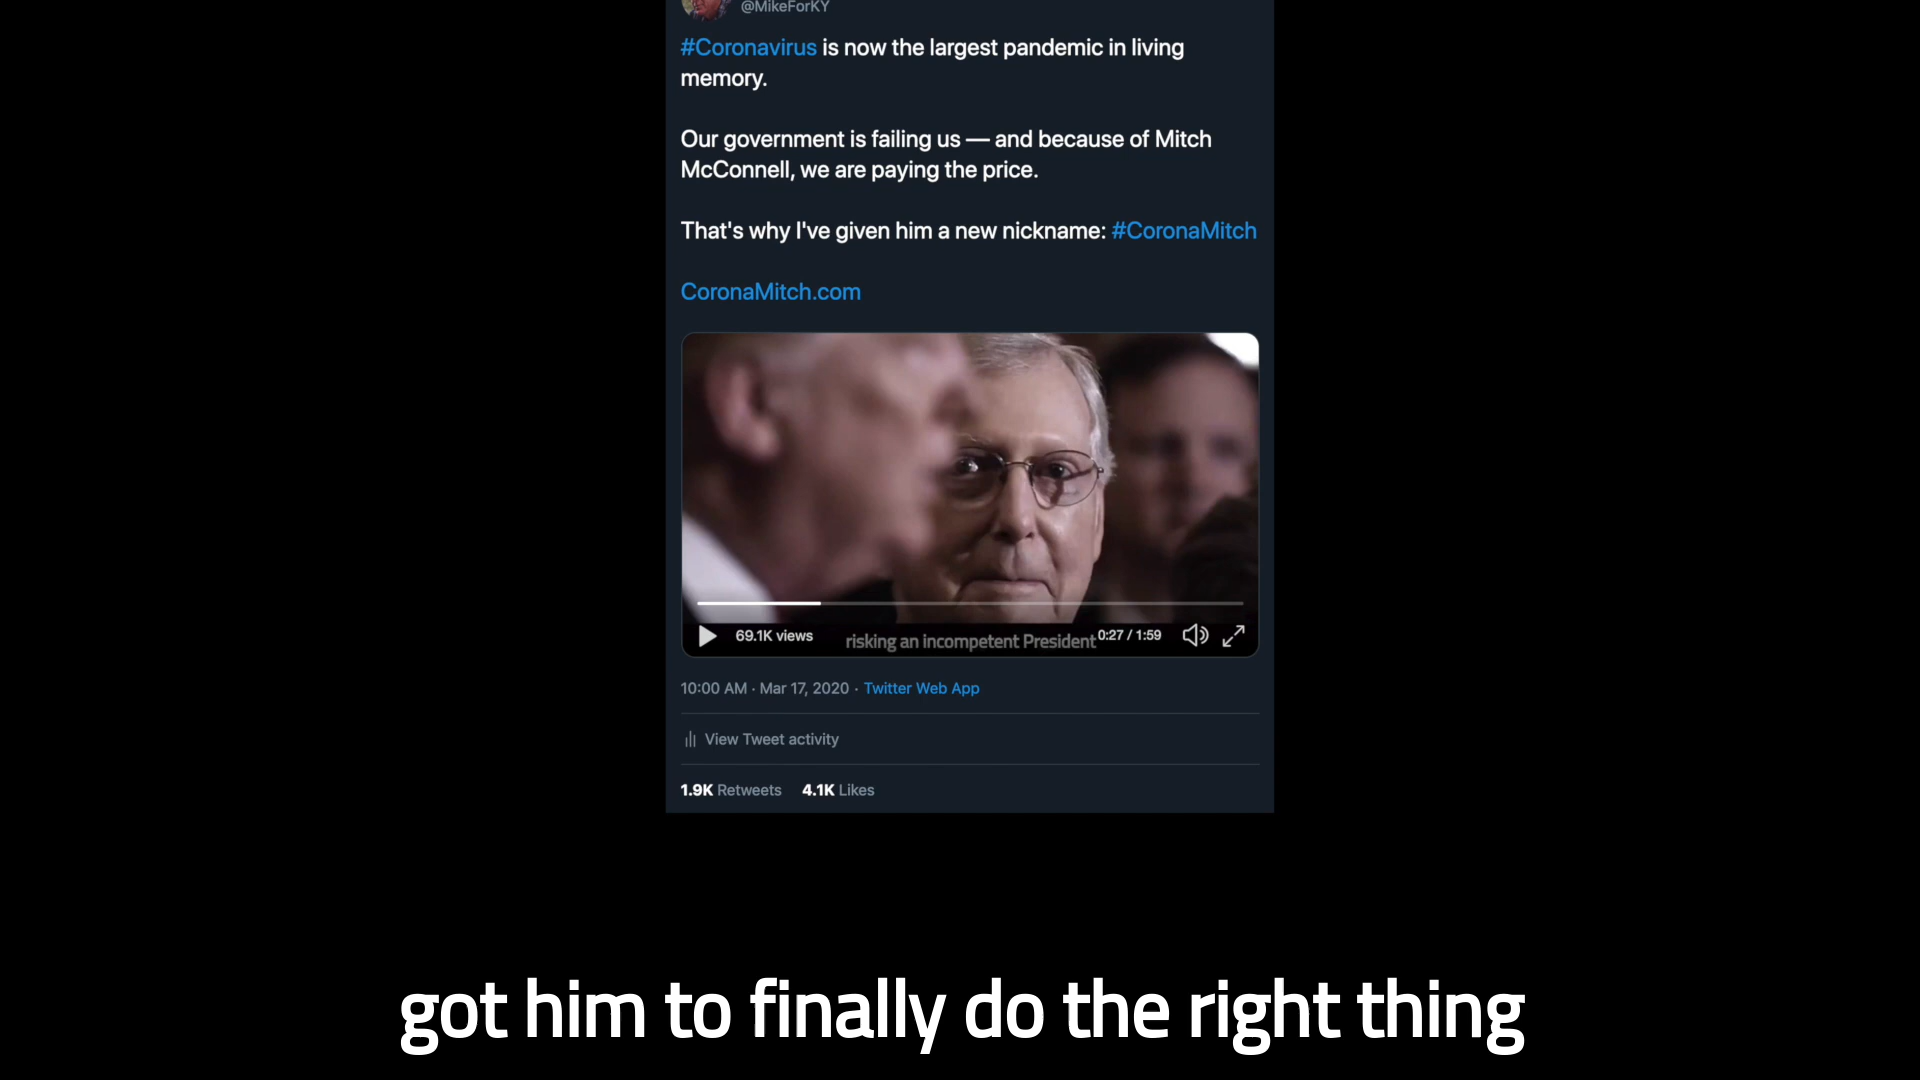 @MikeForKY
#Coronavirus is now the largest pandemic in living
memory.
Our government is failing us — and because of Mitch
McConnell, we are paying the price.
That's why I've given him a new nickname: #CoronaMitch
CoronaMitch.com
69.1K views
risking an incompetent President
0:27 / 1:59
10:00 AM · Mar 17, 2020 · Twitter Web App
View Tweet activity
1.9K Retweets 4.1K Likes
got him to finally do the right thing